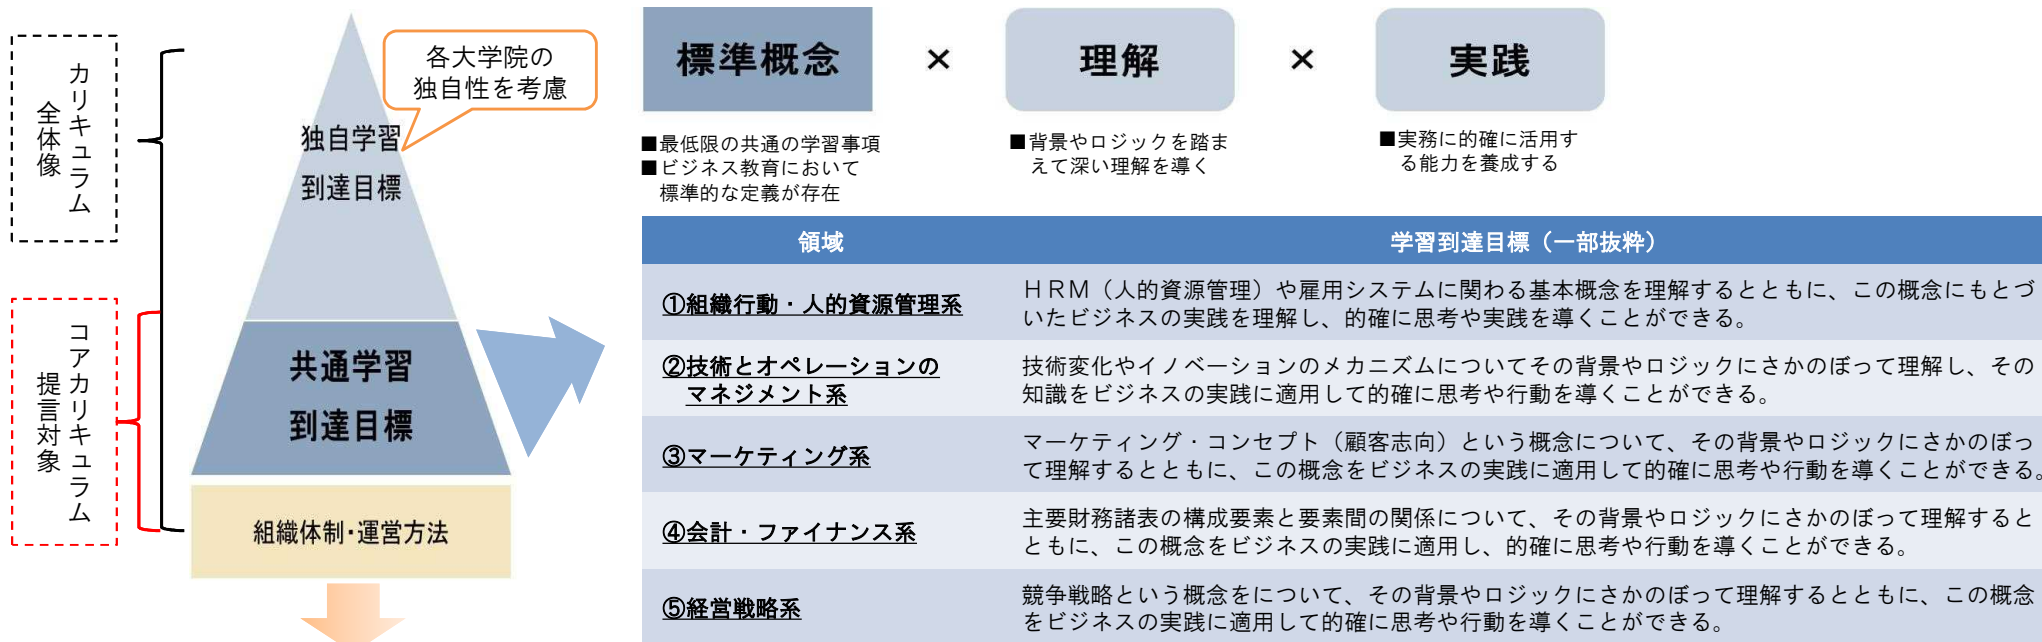 カリキュラム
全体像
コアカリキュラム
提言対象
各大学院の
独自性を考慮
独自学習
到達目標
共通学習
到達目標
組織体制･運営方法
標準概念 × 理解 × 実践
■最低限の共通の学習事項
■ビジネス教育において
標準的な定義が存在
■背景やロジックを踏ま
えて深い理解を導く
■実務に的確に活用す
る能力を養成する
領域 学習到達目標（一部抜粋）
①組織行動・人的資源管理系
ＨＲＭ（人的資源管理）や雇用システムに関わる基本概念を理解するとともに、この概念にもとづ
いたビジネスの実践を理解し、的確に思考や実践を導くことができる。
②技術とオペレーションの
マネジメント系
技術変化やイノベーションのメカニズムについてその背景やロジックにさかのぼって理解し、その
知識をビジネスの実践に適用して的確に思考や行動を導くことができる。
③マーケティング系
マーケティング・コンセプト（顧客志向）という概念について、その背景やロジックにさかのぼっ
て理解するとともに、この概念をビジネスの実践に適用して的確に思考や行動を導くことができる。
④会計・ファイナンス系
主要財務諸表の構成要素と要素間の関係について、その背景やロジックにさかのぼって理解すると
ともに、この概念をビジネスの実践に適用し、的確に思考や行動を導くことができる。
⑤経営戦略系
競争戦略という概念をについて、その背景やロジックにさかのぼって理解するとともに、この概念
をビジネスの実践に適用して的確に思考や行動を導くことができる。